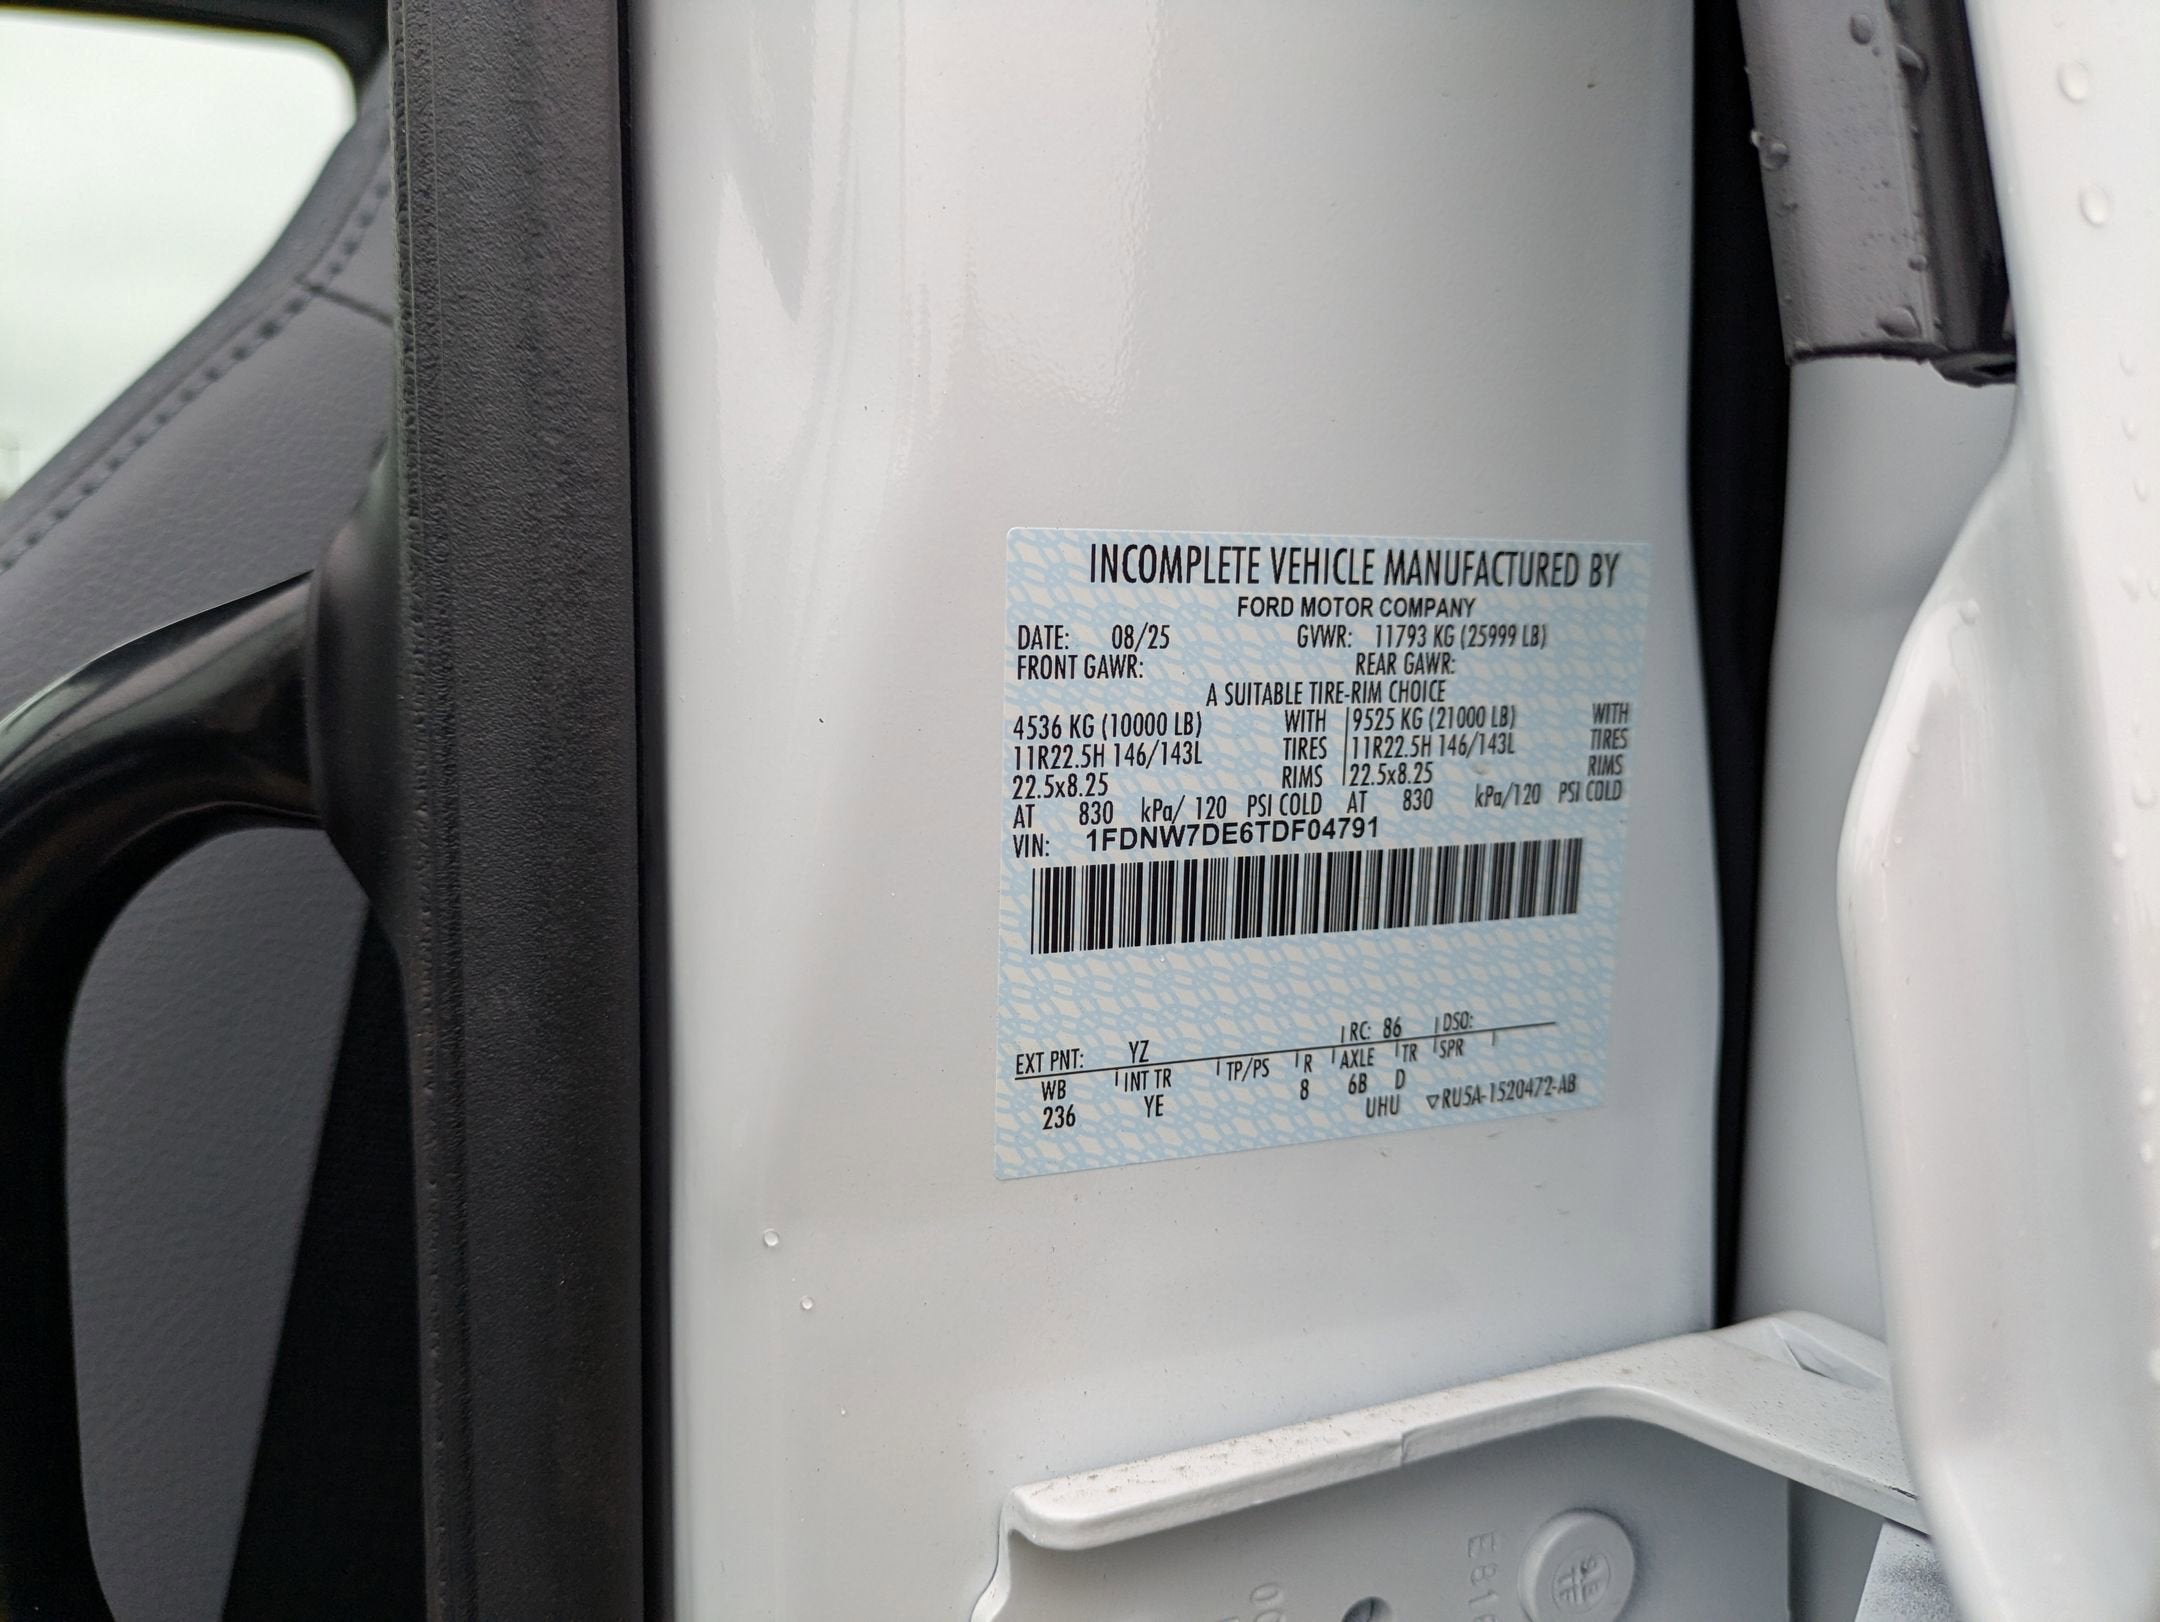 INCOMPLETE VEHICLE MANUFACTURED BY
FORD MOTOR COMPANY
DATE: 08/25 GVWR: 11793 KG (25999 LB)
FRONT GAWR: REAR GAWR:
A SUITABLE TIRE-RIM CHOICE
4536 KG (10000 LB) WITH 9525 KG (21000 LB) WITH
11R22.5H 146/143L TIRES 11R22.5H 146/143L TIRES
22.5x8.25 RIMS 22.5x8.25 RIMS
AT 830 kPa/ 120 PSI COLD AT 830 kPa/120 PSI COLD
VIN: 1FDNW7DE6TDF04791
EXT PNT: YZ RC: 86 DSO:
WB INT TR TP/PS R AXLE TR SPR
236 YE 8 6B D
UHU ▽RU5A-1520472-AB